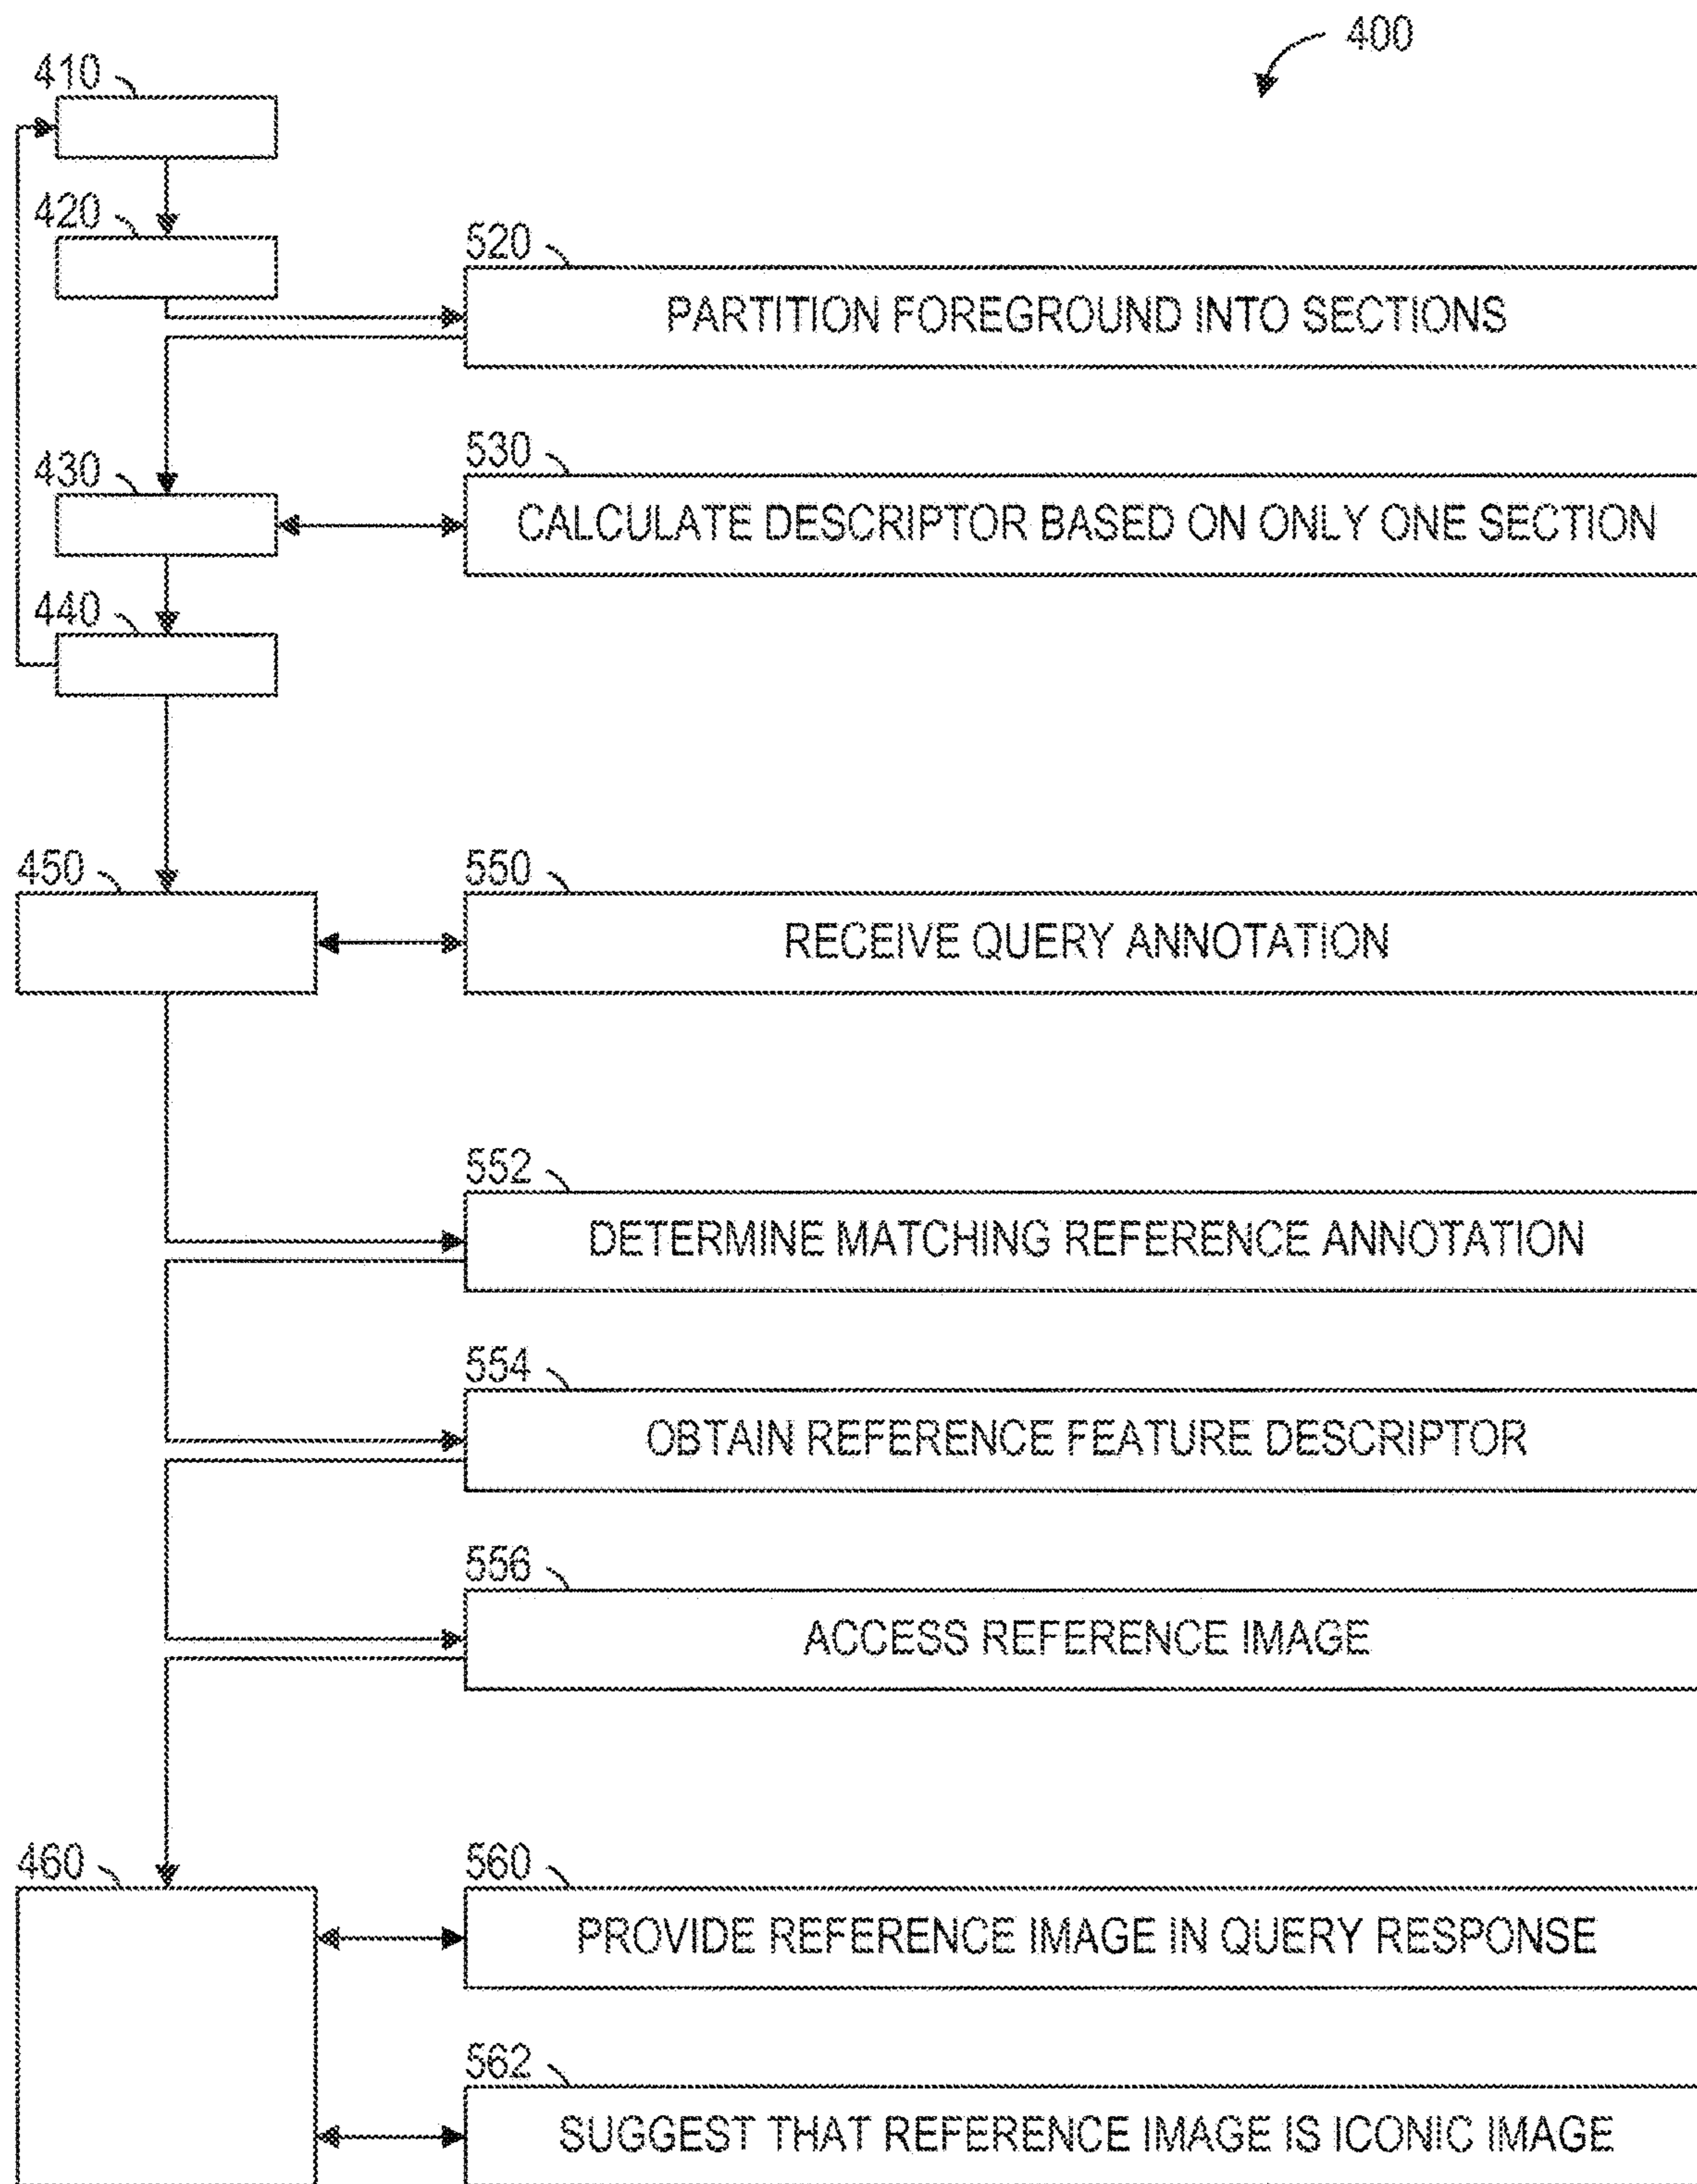 400
410
420
520
PARTITION FOREGROUND INTO SECTIONS
430
530
CALCULATE DESCRIPTOR BASED ON ONLY ONE SECTION
440
450
550
RECEIVE QUERY ANNOTATION
552
DETERMINE MATCHING REFERENCE ANNOTATION
554
OBTAIN REFERENCE FEATURE DESCRIPTOR
556
ACCESS REFERENCE IMAGE
460
560
PROVIDE REFERENCE IMAGE IN QUERY RESPONSE
562
SUGGEST THAT REFERENCE IMAGE IS ICONIC IMAGE